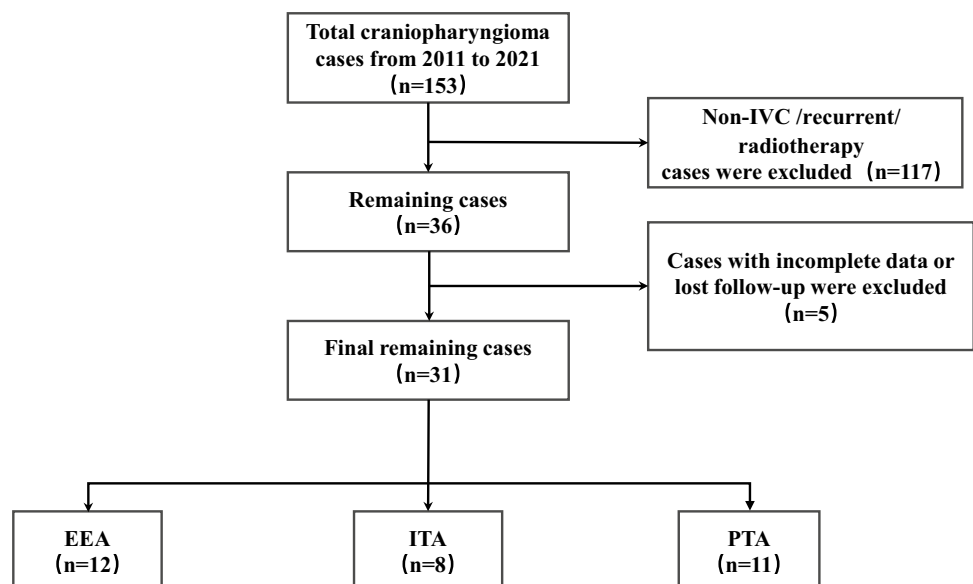 Total craniopharyngioma
cases from 2011 to 2021
(n=153)
Non-IVC /recurrent/
radiotherapy
cases were excluded (n=117)
Remaining cases
(n=36)
Cases with incomplete data or
lost follow-up were excluded
(n=5)
Final remaining cases
(n=31)
EEA
(n=12)
ITA
(n=8)
PTA
(n=11)